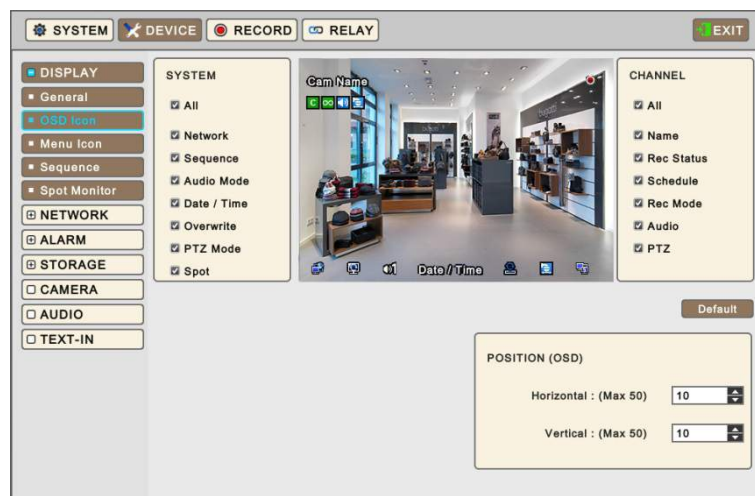 SYSTEM
DEVICE
RECORD
RELAY
EXIT
DISPLAY
General
OSD Icon
Menu Icon
Sequence
Spot Monitor
NETWORK
ALARM
STORAGE
CAMERA
AUDIO
TEXT-IN
SYSTEM
All
Network
Sequence
Audio Mode
Date / Time
Overwrite
PTZ Mode
Spot
Cam Name
C
bugatti
Date / Time
CHANNEL
All
Name
Rec Status
Schedule
Rec Mode
Audio
PTZ
Default
POSITION (OSD)
Horizontal : (Max 50) 10
Vertical : (Max 50) 10